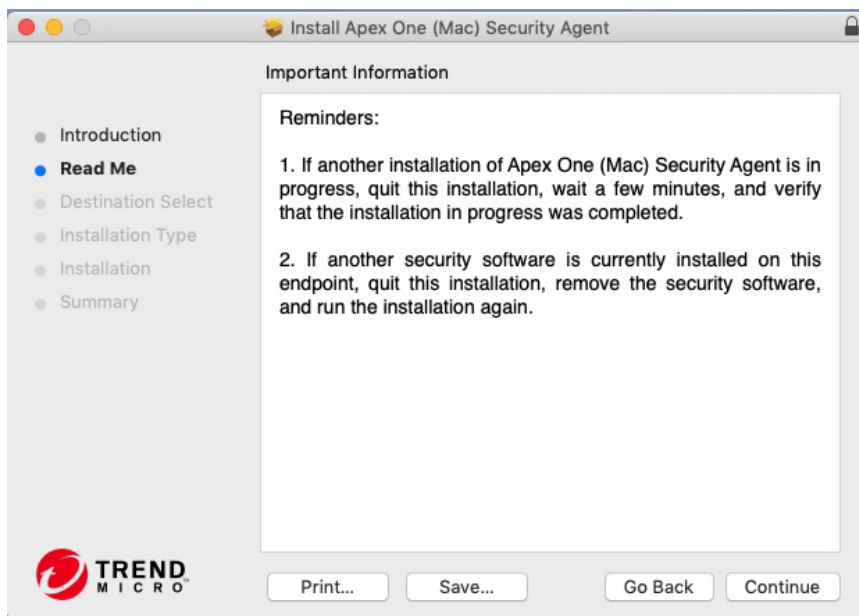 Install Apex One (Mac) Security Agent
Important Information
Introduction
Read Me
Destination Select
Installation Type
Installation
Summary
Reminders:
1. If another installation of Apex One (Mac) Security Agent is in
progress, quit this installation, wait a few minutes, and verify
that the installation in progress was completed.
2. If another security software is currently installed on this
endpoint, quit this installation, remove the security software,
and run the installation again.
TREND
MICRO™
Print...
Save...
Go Back
Continue